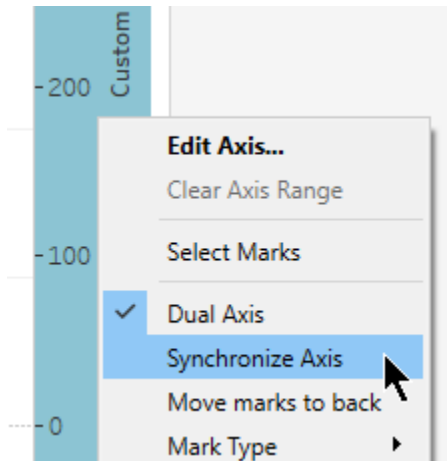 Custom
-200
Edit Axis...
Clear Axis Range
-100
Select Marks
Dual Axis
Synchronize Axis
Move marks to back
-0
Mark Type